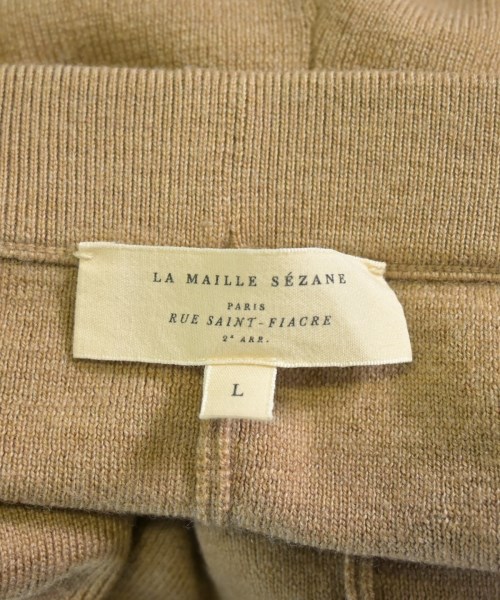 LA MAILLE SÉZANE
PARIS
RUE SAINT-FIACRE
2e ARR.
L